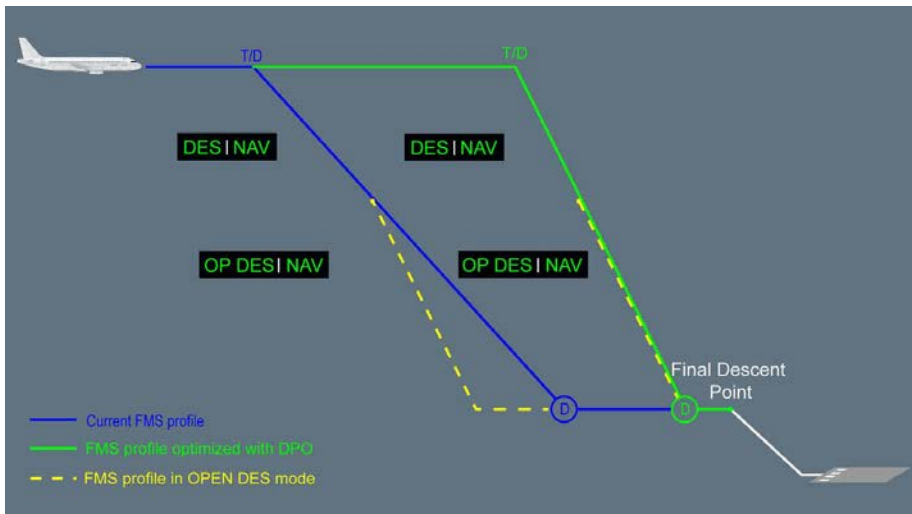 T/D
T/D
DES | NAV
DES | NAV
OP DES | NAV
OP DES | NAV
Final Descent
Point
D
D
Current FMS profile
FMS profile optimized with DPO
FMS profile in OPEN DES mode